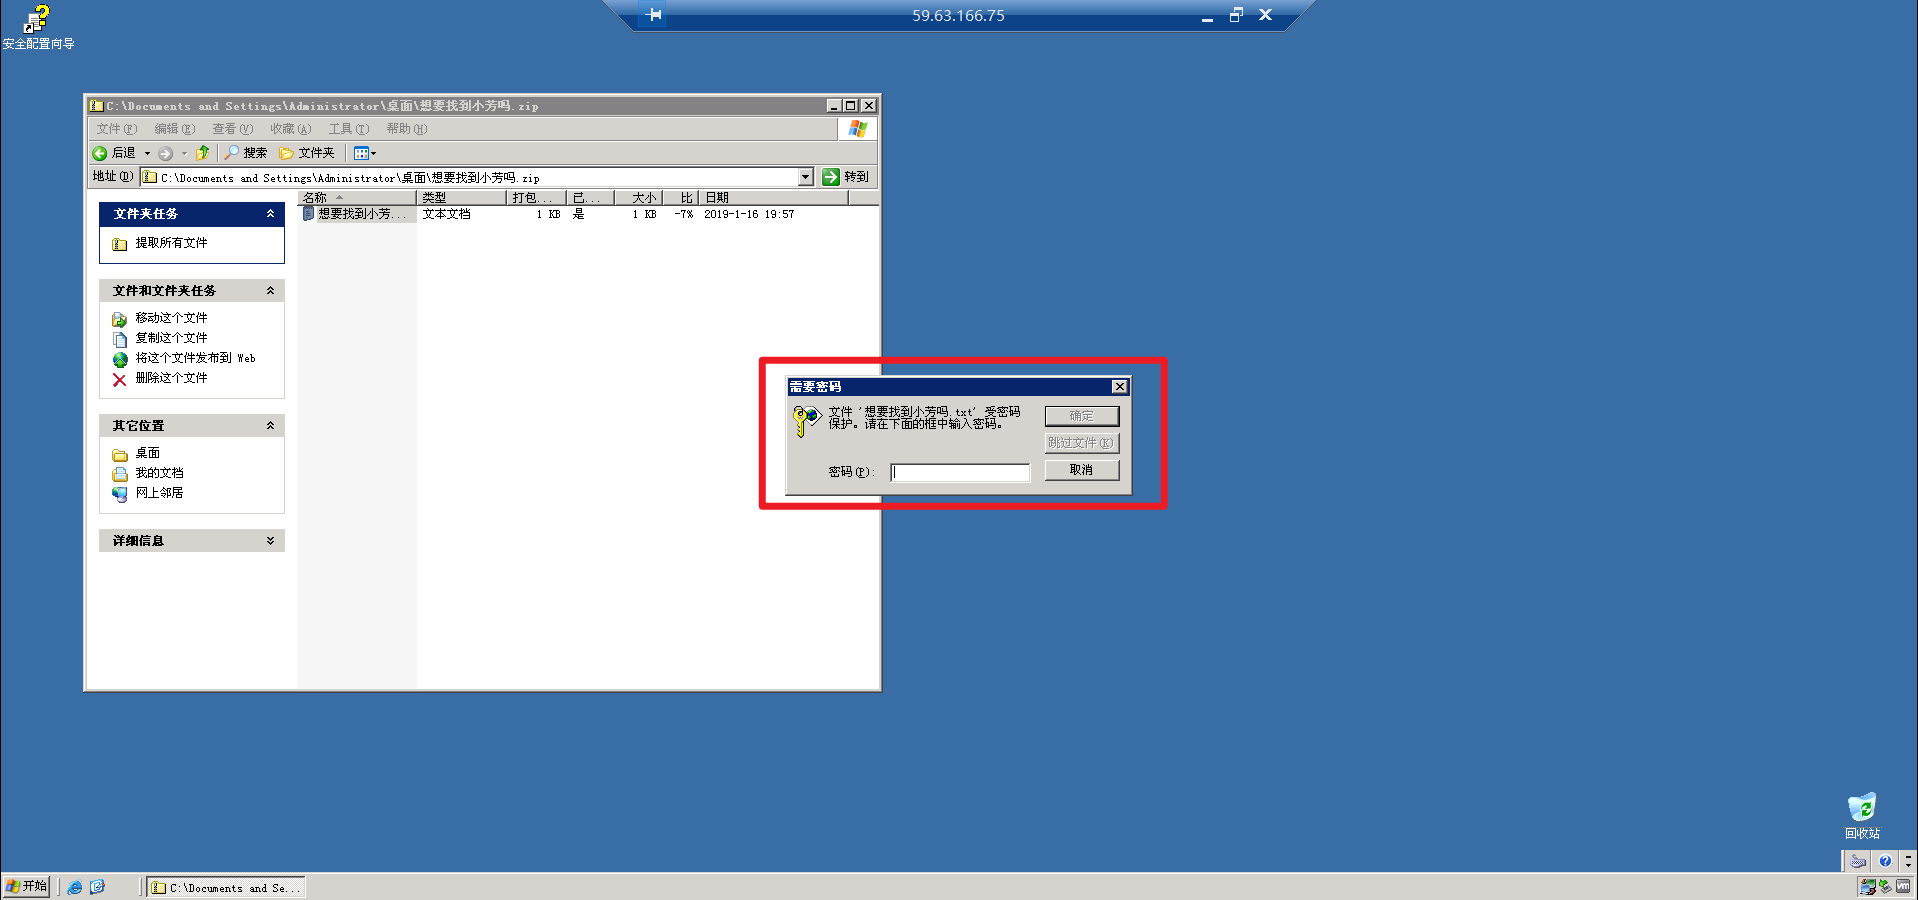 59.63.166.75
安全配置向导
C:\Documents and Settings\Administrator\桌面\想要找到小芳吗.zip
文件(F) 编辑(E) 查看(V) 收藏(A) 工具(T) 帮助(H)
后退 搜索 文件夹
地址(D) C:\Documents and Settings\Administrator\桌面\想要找到小芳吗.zip 转到
名称 类型 打包... 已... 大小 比 日期
想要找到小芳... 文本文档 1 KB 是 1 KB -7% 2019-1-16 19:57
文件夹任务
提取所有文件
文件和文件夹任务
移动这个文件
复制这个文件
将这个文件发布到 Web
删除这个文件
其它位置
桌面
我的文档
网上邻居
详细信息
需要密码
文件 '想要找到小芳吗.txt' 受密码
保护。请在下面的框中输入密码。
密码(P):
确定
跳过文件(K)
取消
回收站
开始 C:\Documents and Se...